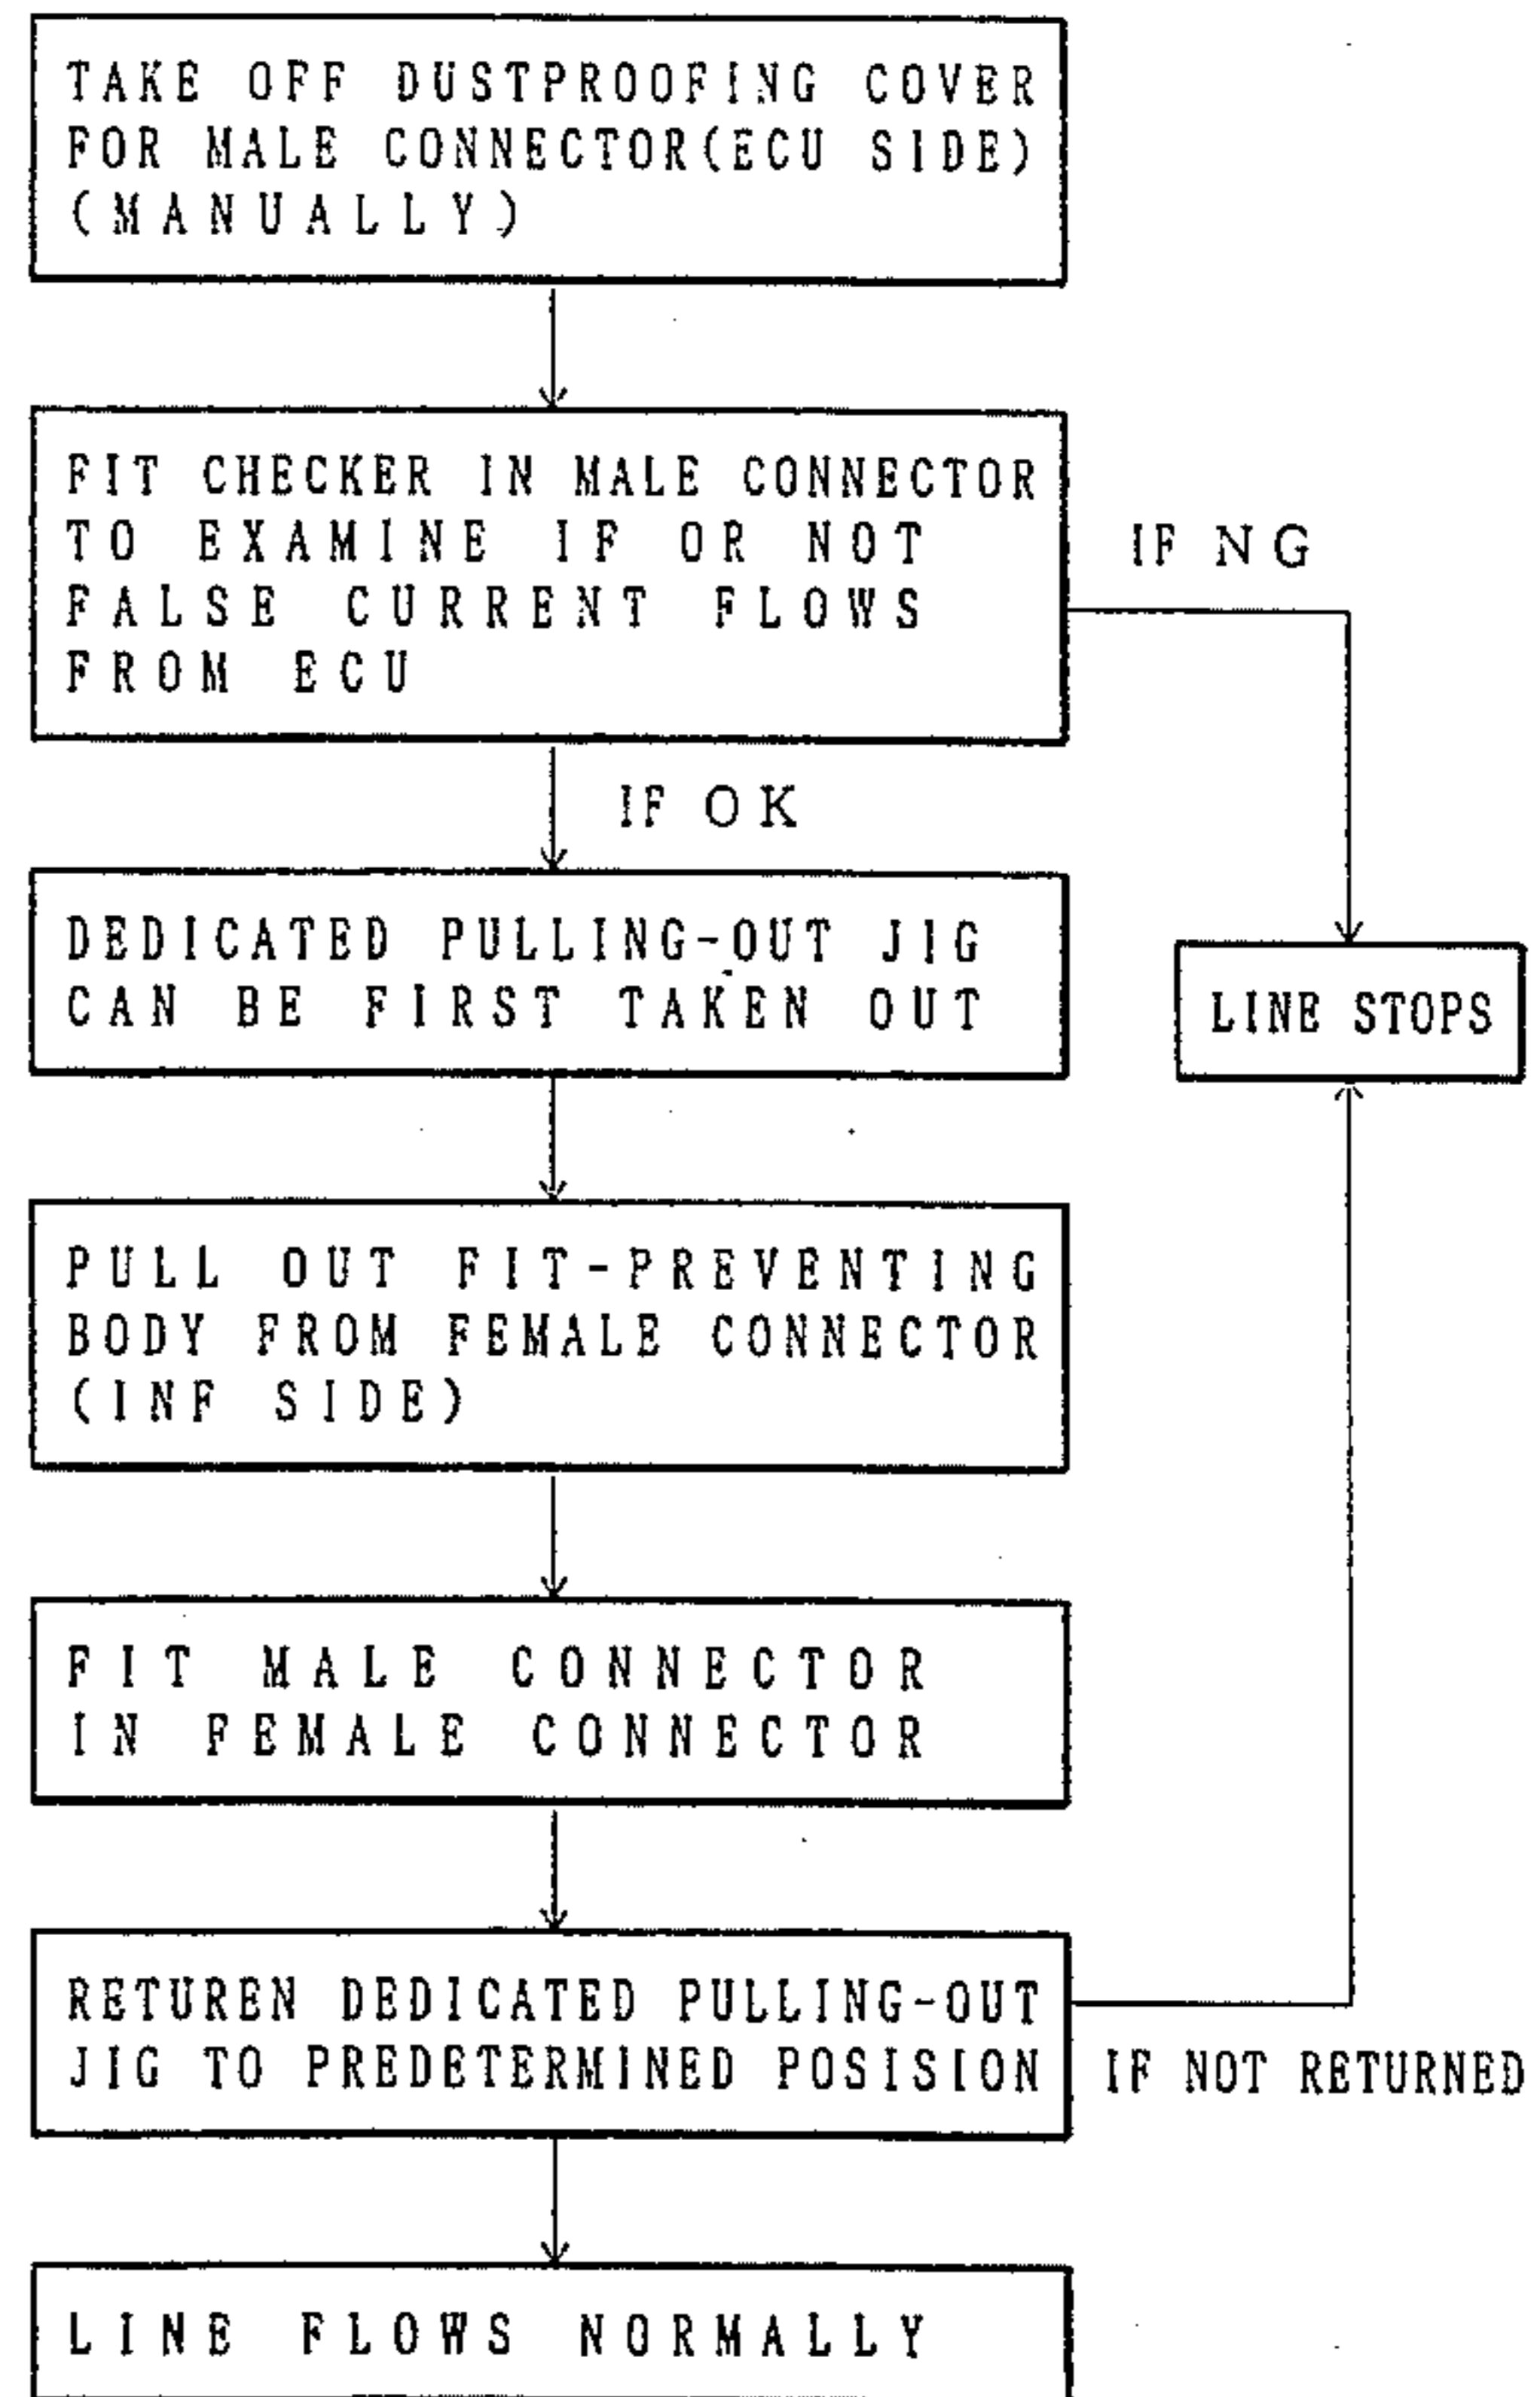 TAKE OFF DUSTPROOFING COVER
FOR MALE CONNECTOR(ECU SIDE)
(MANUALLY)
FIT CHECKER IN MALE CONNECTOR
TO EXAMINE IF OR NOT
FALSE CURRENT FLOWS
FROM ECU
IF NG
IF OK
DEDICATED PULLING-OUT JIG
CAN BE FIRST TAKEN OUT
LINE STOPS
PULL OUT FIT-PREVENTING
BODY FROM FEMALE CONNECTOR
(INF SIDE)
FIT MALE CONNECTOR
IN FEMALE CONNECTOR
RETUREN DEDICATED PULLING-OUT
JIG TO PREDETERMINED POSISION
IF NOT RETURNED
LINE FLOWS NORMALLY